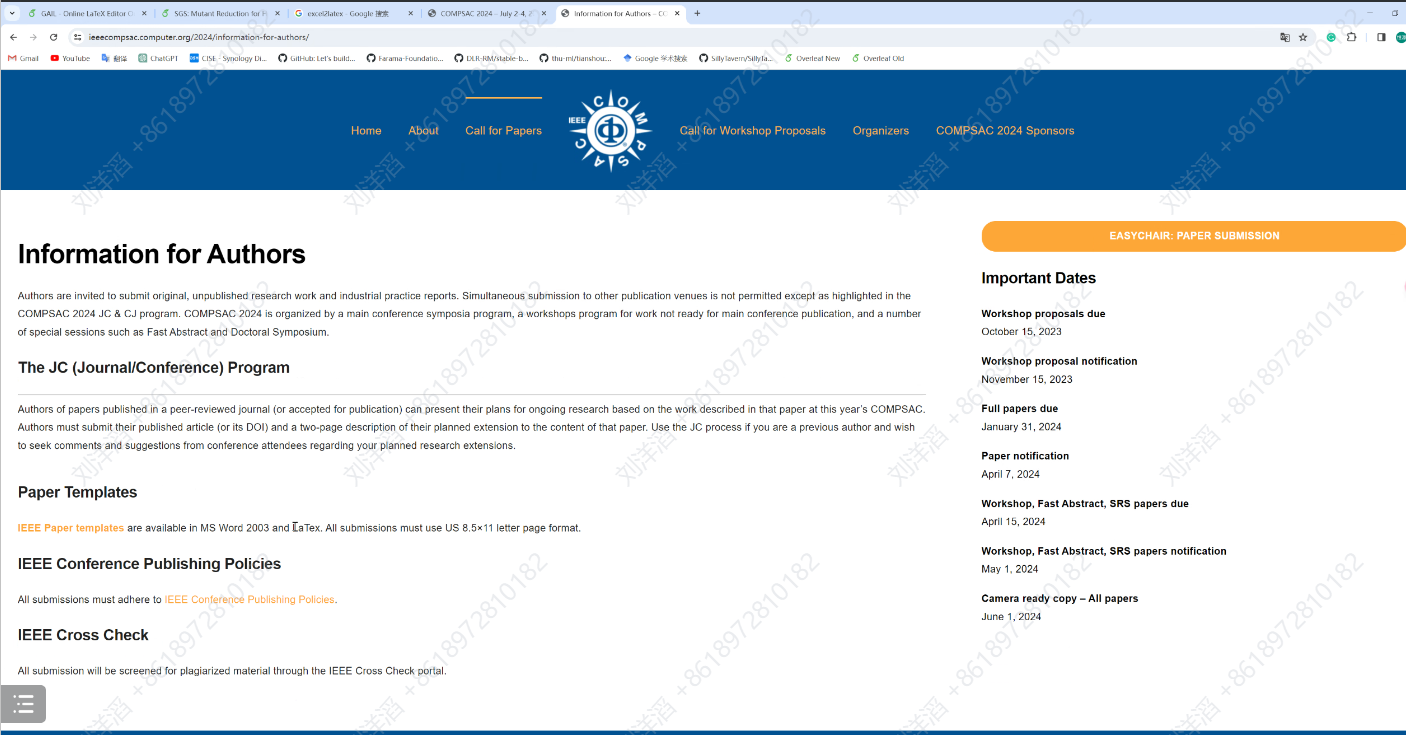 GAIL - Online LaTeX Editor O
SGS: Mutant Reduction for H
excel2latex - Google 搜索
COMPSAC 2024 – July 2-4, 2
Information for Authors – CO
ieeecompsac.computer.org/2024/information-for-authors/
Gmail
YouTube
翻译
ChatGPT
CISE - Synology Di...
GitHub: Let's build...
Farama-Foundatio...
DLR-RM/stable-b...
thu-ml/tianshou:...
Google 学术搜索
SillyTavern/SillyTa...
Overleaf New
Overleaf Old
Home
About
Call for Papers
IEEE
COMPSAC
Call for Workshop Proposals
Organizers
COMPSAC 2024 Sponsors
Information for Authors
Authors are invited to submit original, unpublished research work and industrial practice reports. Simultaneous submission to other publication venues is not permitted except as highlighted in the
COMPSAC 2024 JC & CJ program. COMPSAC 2024 is organized by a main conference symposia program, a workshops program for work not ready for main conference publication, and a number
of special sessions such as Fast Abstract and Doctoral Symposium.
The JC (Journal/Conference) Program
Authors of papers published in a peer-reviewed journal (or accepted for publication) can present their plans for ongoing research based on the work described in that paper at this year's COMPSAC.
Authors must submit their published article (or its DOI) and a two-page description of their planned extension to the content of that paper. Use the JC process if you are a previous author and wish
to seek comments and suggestions from conference attendees regarding your planned research extensions.
Paper Templates
IEEE Paper templates are available in MS Word 2003 and LaTex. All submissions must use US 8.5×11 letter page format.
IEEE Conference Publishing Policies
All submissions must adhere to IEEE Conference Publishing Policies.
IEEE Cross Check
All submission will be screened for plagiarized material through the IEEE Cross Check portal.
EASYCHAIR: PAPER SUBMISSION
Important Dates
Workshop proposals due
October 15, 2023
Workshop proposal notification
November 15, 2023
Full papers due
January 31, 2024
Paper notification
April 7, 2024
Workshop, Fast Abstract, SRS papers due
April 15, 2024
Workshop, Fast Abstract, SRS papers notification
May 1, 2024
Camera ready copy – All papers
June 1, 2024
刘洋滔 +8618972810182